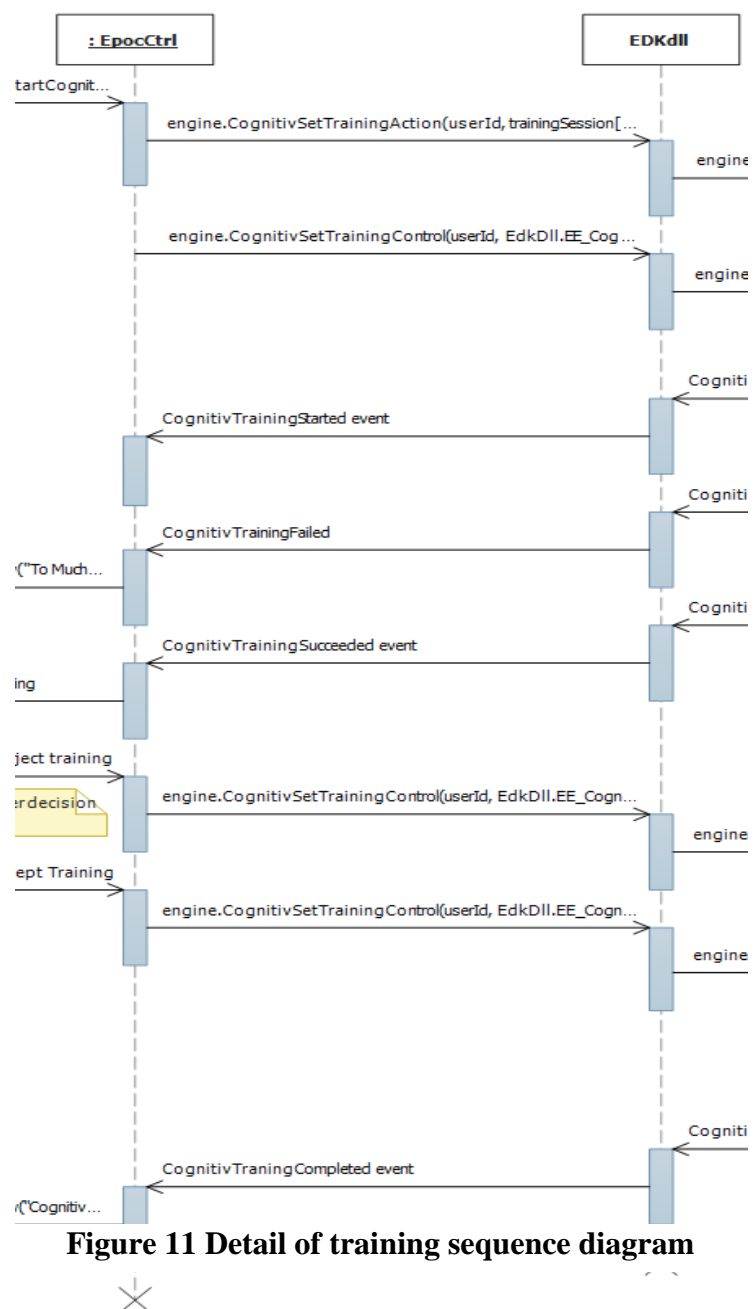 : EpocCtrl
EDKdll
tartCognit...
engine.CognitivSetTrainingAction(userId, trainingSession[...
engine
engine.CognitivSetTrainingControl(userId, EdkDll.EE_Cog...
engine
Cogniti
CognitivTrainingStarted event
Cogniti
CognitivTrainingFailed
("To Much...
Cogniti
CognitivTrainingSucceeded event
ing
ject training
engine.CognitivSetTrainingControl(userId, EdkDll.EE_Cogn...
er decision
engine
ept Training
engine.CognitivSetTrainingControl(userId, EdkDll.EE_Cogn...
engine
Cogniti
CognitivTraningCompleted event
("Cognitiv...
Figure 11 Detail of training sequence diagram